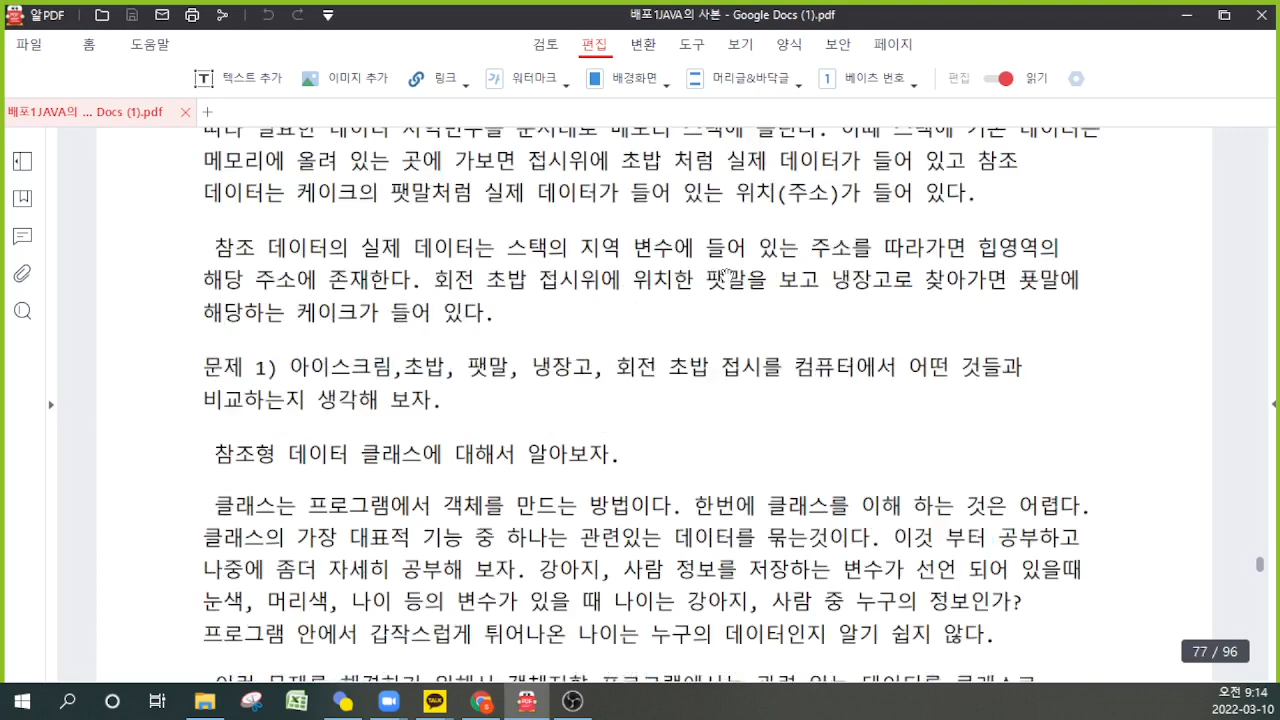 알PDF
배포1JAVA의 사본 - Google Docs (1).pdf
파일 홈 도움말 검토 편집 변환 도구 보기 양식 보안 페이지
텍스트 추가 이미지 추가 링크 워터마크 배경화면 머리글&바닥글 베이츠 번호 편집 읽기
배포1JAVA의 ... Docs (1).pdf
메모리에 올려 있는 곳에 가보면 접시위에 초밥 처럼 실제 데이터가 들어 있고 참조
데이터는 케이크의 팻말처럼 실제 데이터가 들어 있는 위치(주소)가 들어 있다.
참조 데이터의 실제 데이터는 스택의 지역 변수에 들어 있는 주소를 따라가면 힙영역의
해당 주소에 존재한다. 회전 초밥 접시위에 위치한 팻말을 보고 냉장고로 찾아가면 푯말에
해당하는 케이크가 들어 있다.
문제 1) 아이스크림,초밥, 팻말, 냉장고, 회전 초밥 접시를 컴퓨터에서 어떤 것들과
비교하는지 생각해 보자.
참조형 데이터 클래스에 대해서 알아보자.
클래스는 프로그램에서 객체를 만드는 방법이다. 한번에 클래스를 이해 하는 것은 어렵다.
클래스의 가장 대표적 기능 중 하나는 관련있는 데이터를 묶는것이다. 이것 부터 공부하고
나중에 좀더 자세히 공부해 보자. 강아지, 사람 정보를 저장하는 변수가 선언 되어 있을때
눈색, 머리색, 나이 등의 변수가 있을 때 나이는 강아지, 사람 중 누구의 정보인가?
프로그램 안에서 갑작스럽게 튀어나온 나이는 누구의 데이터인지 알기 쉽지 않다.
77 / 96
오전 9:14
2022-03-10